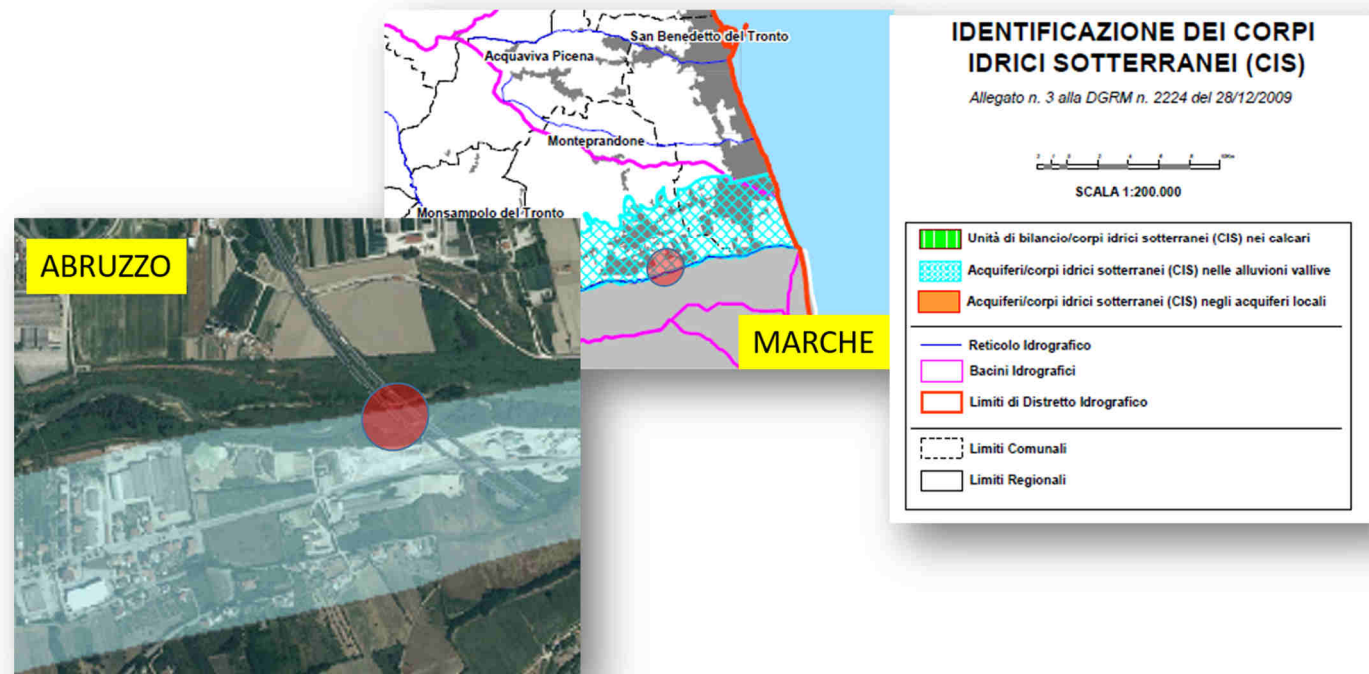 San Benedetto del Tronto
Acquaviva Picena
Monteprandone
Monsampolo del Tronto
MARCHE
ABRUZZO
IDENTIFICAZIONE DEI CORPI
IDRICI SOTTERRANEI (CIS)
Allegato n. 3 alla DGRM n. 2224 del 28/12/2009
SCALA 1:200.000
Unità di bilancio/corpi idrici sotterranei (CIS) nei calcari
Acquiferi/corpi idrici sotterranei (CIS) nelle alluvioni vallive
Acquiferi/corpi idrici sotterranei (CIS) negli acquiferi locali
Reticolo Idrografico
Bacini Idrografici
Limiti di Distretto Idrografico
Limiti Comunali
Limiti Regionali